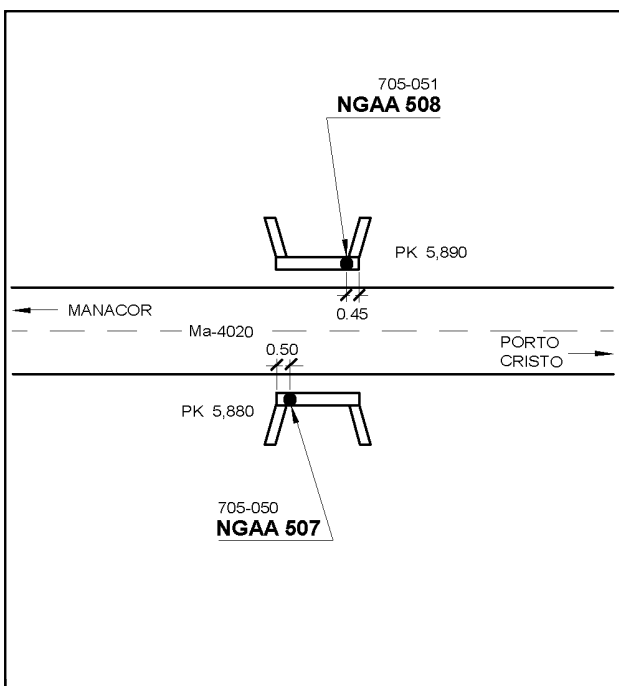 705-051
NGAA 508
PK 5,890
MANACOR
0.45
Ma-4020
0.50
PORTO
CRISTO
PK 5,880
705-050
NGAA 507